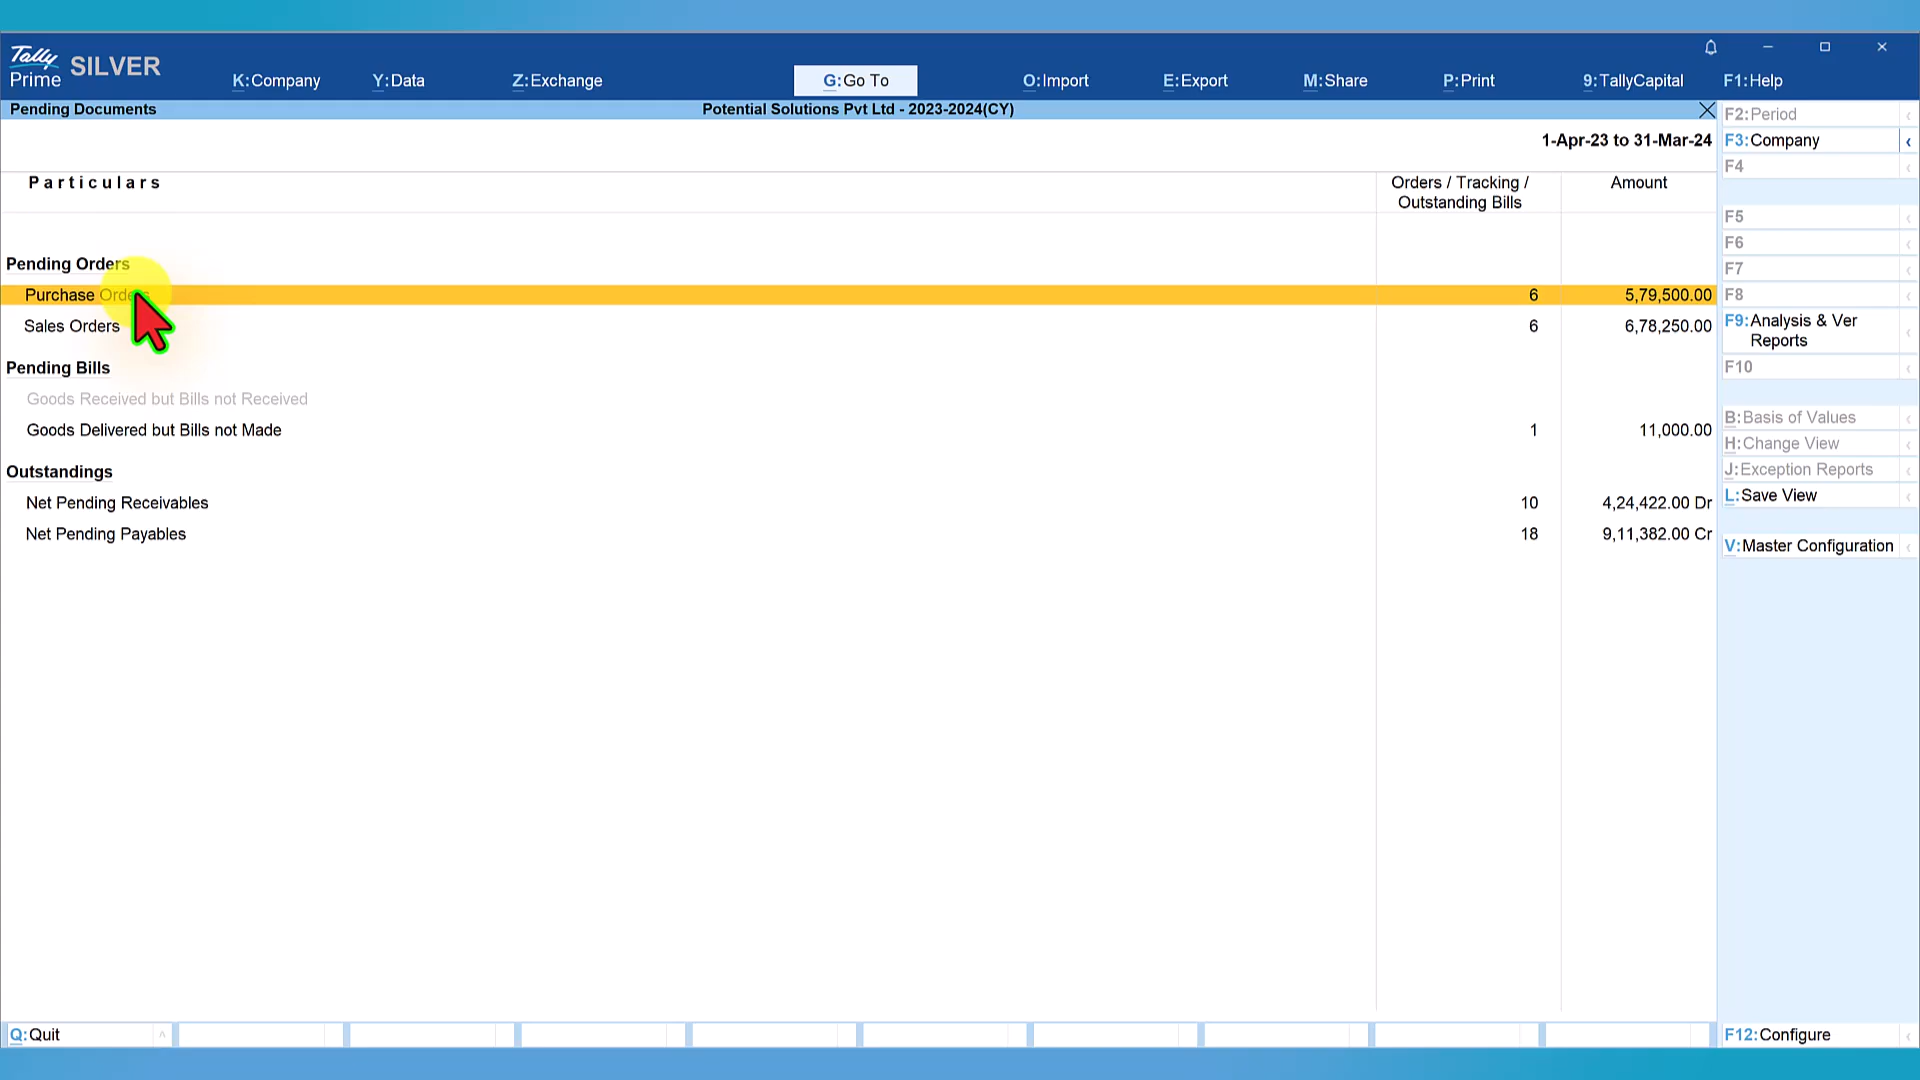 Tally
Prime SILVER
K:Company Y:Data Z:Exchange G:Go To O:Import E:Export M:Share P:Print 9:TallyCapital F1:Help
Pending Documents Potential Solutions Pvt Ltd - 2023-2024(CY)
1-Apr-23 to 31-Mar-24
Particulars Orders / Tracking / Amount
Outstanding Bills
Pending Orders
Purchase Orders 6 5,79,500.00
Sales Orders 6 6,78,250.00
Pending Bills
Goods Received but Bills not Received
Goods Delivered but Bills not Made 1 11,000.00
Outstandings
Net Pending Receivables 10 4,24,422.00 Dr
Net Pending Payables 18 9,11,382.00 Cr
F2:Period
F3:Company
F4
F5
F6
F7
F8
F9:Analysis & Ver
Reports
F10
B:Basis of Values
H:Change View
J:Exception Reports
L:Save View
V:Master Configuration
Q:Quit F12:Configure